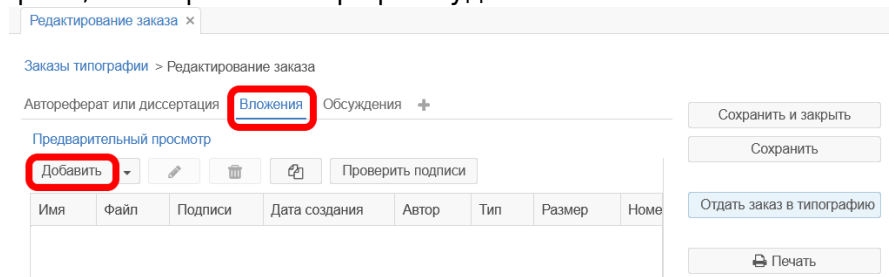 Редактирование заказа ×
Заказы типографии > Редактирование заказа
Автореферат или диссертация Вложения Обсуждения +
Сохранить и закрыть
Предварительный просмотр
Сохранить
Добавить Проверить подписи
Имя Файл Подписи Дата создания Автор Тип Размер Номе
Отдать заказ в типографию
Печать